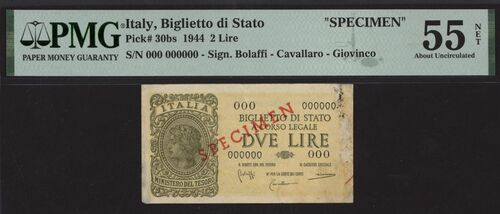 PMG
PAPER MONEY GUARANTY
Italy, Biglietto di Stato "SPECIMEN"
Pick# 30bs 1944 2 Lire
S/N 000 000000 - Sign. Bolaffi - Cavallaro - Giovinco
55 NET
About Uncirculated
ITALIA
000 000000
BIGLIETTO DI STATO
A CORSO LEGALE
DVE LIRE
SPECIMEN
000000 000
MINISTERO DEL TESORO